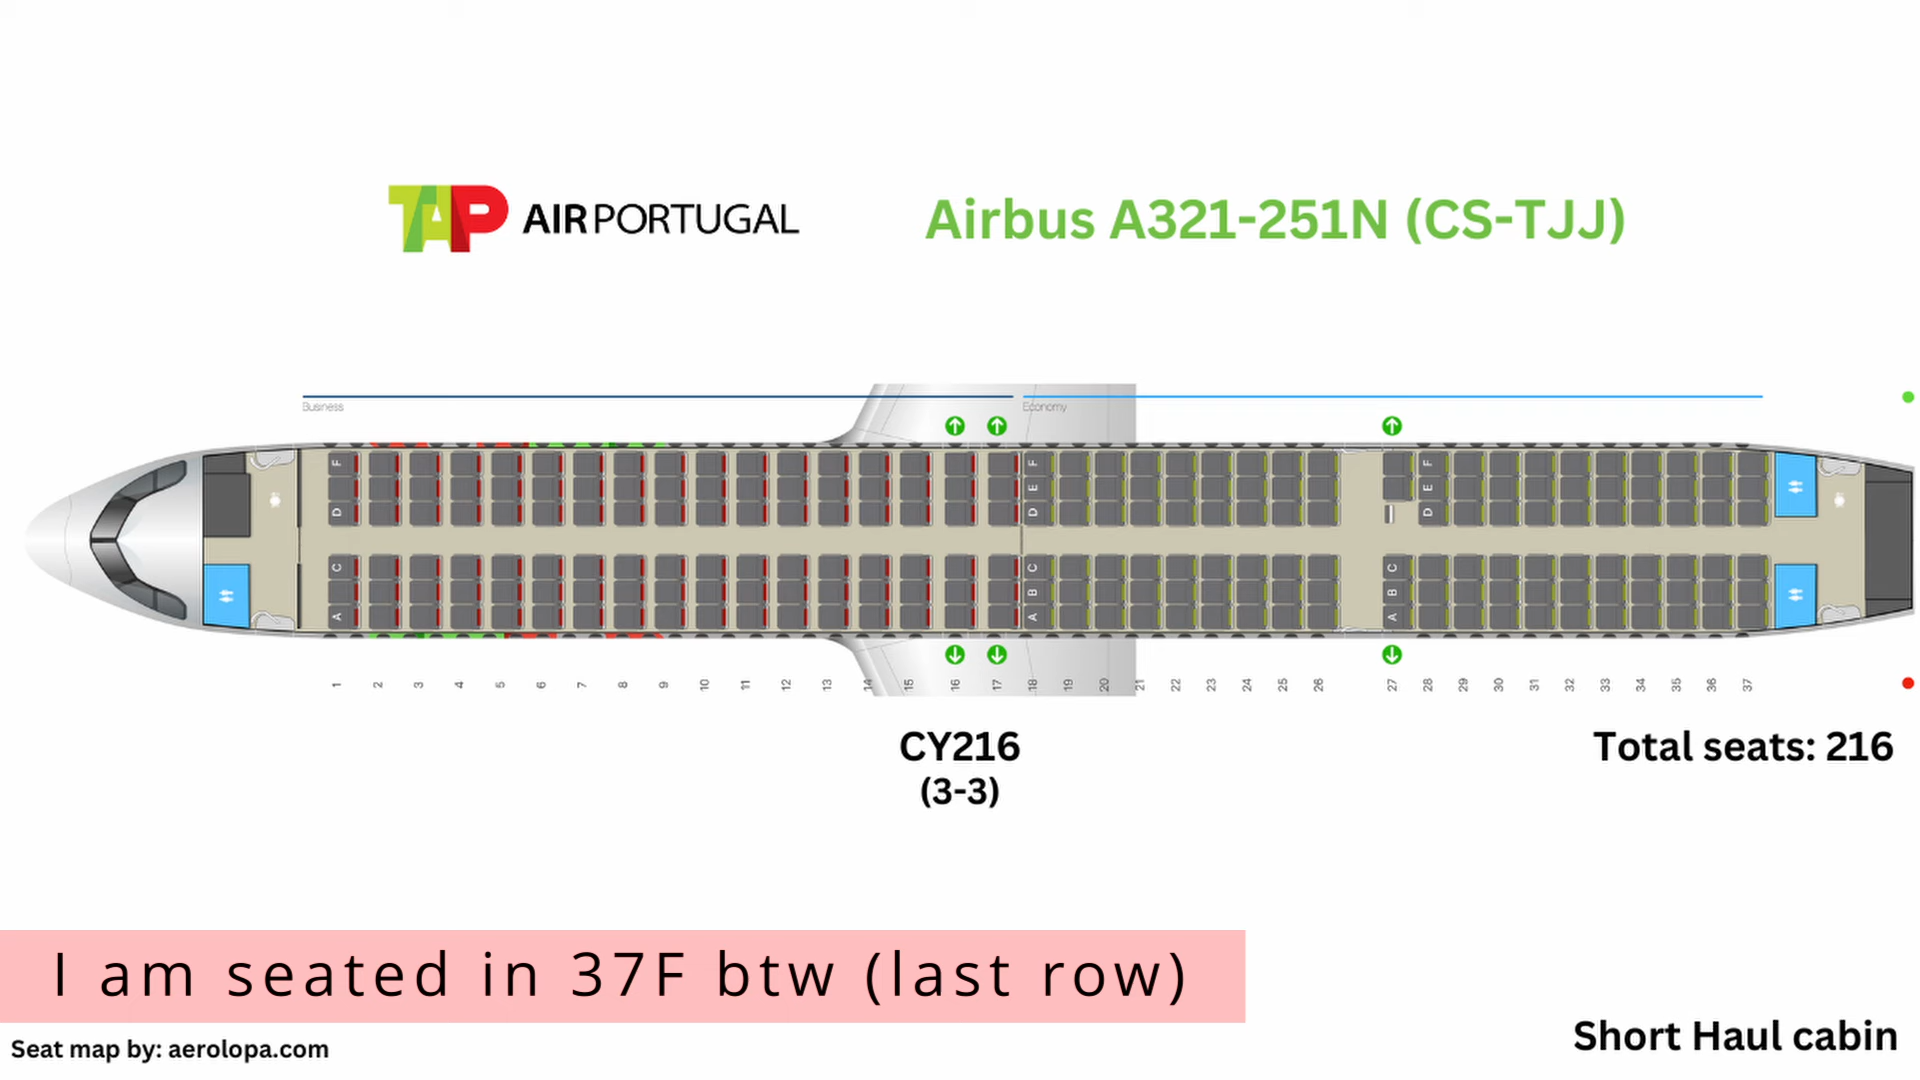 TAP AIRPORTUGAL
Airbus A321-251N (CS-TJJ)
Business
Economy
F F F
E E
D D D
C C C
B B
A A A
1 2 3 4 5 6 7 8 9 10 11 12 13 14 15 16 17 18 19 20 21 22 23 24 25 26 27 28 29 30 31 32 33 34 35 36 37
CY216
(3-3)
Total seats: 216
I am seated in 37F btw (last row)
Seat map by: aerolopa.com
Short Haul cabin